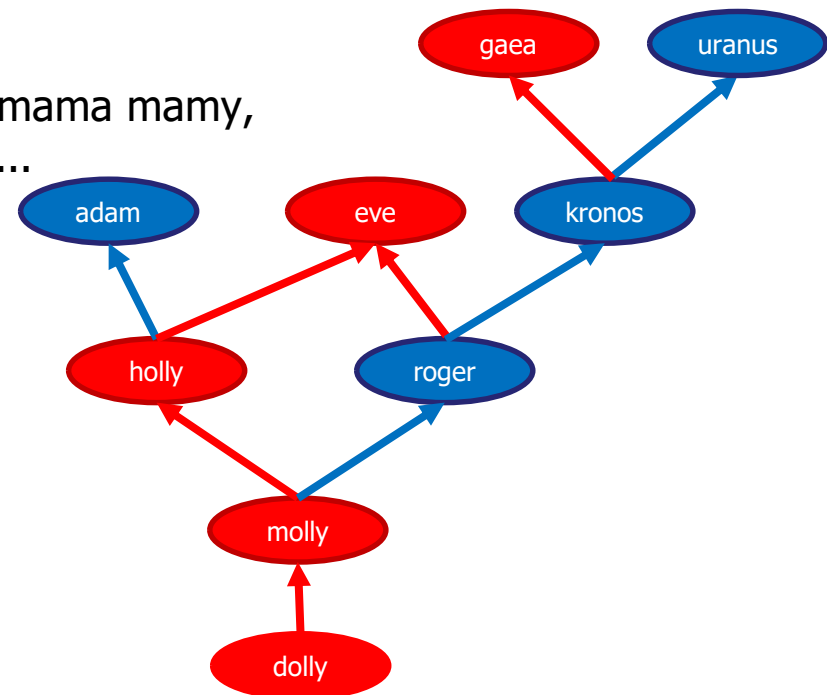 gaea uranus
mama mamy,
...
adam eve kronos
holly roger
molly
dolly